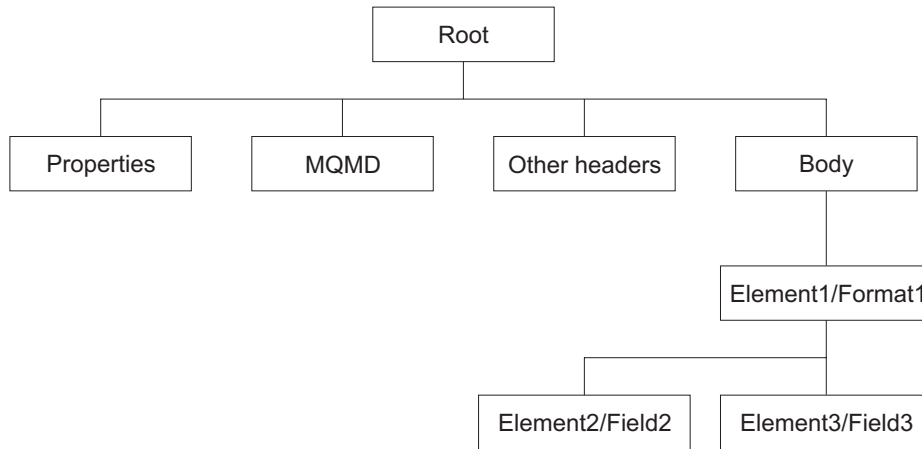 Root
Properties
MQMD
Other headers
Body
Element1/Format1
Element2/Field2
Element3/Field3